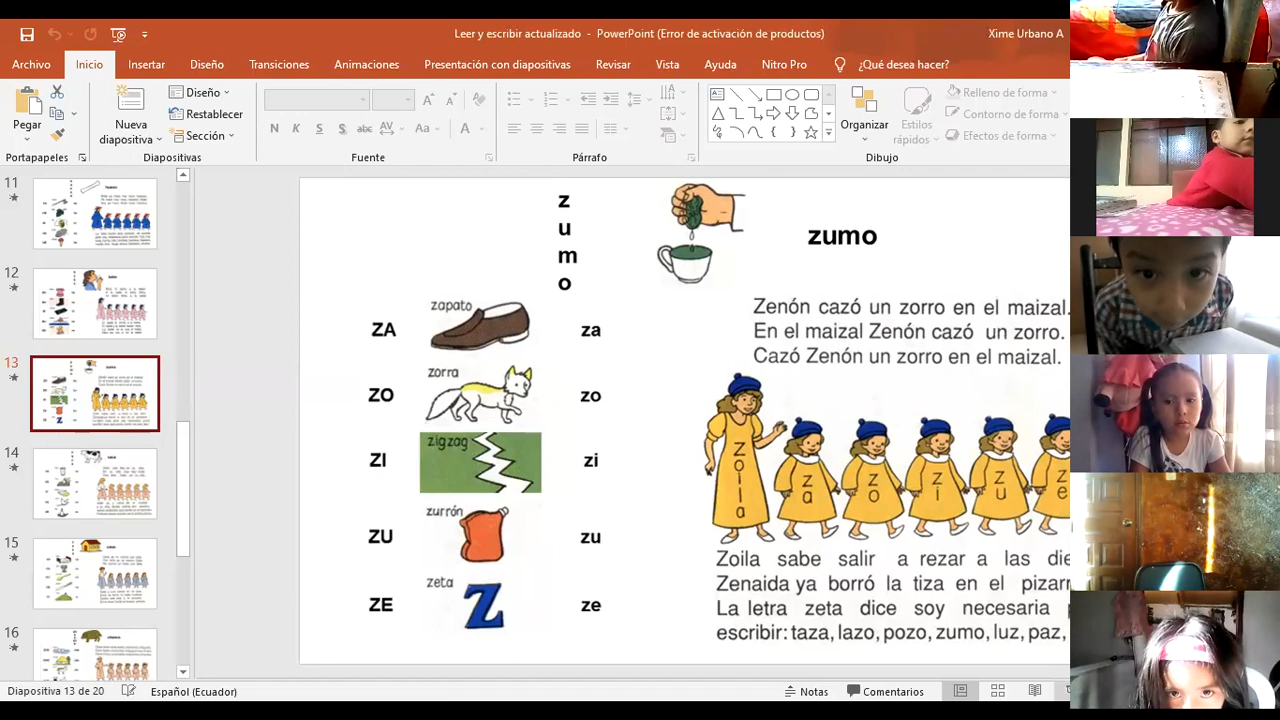 Leer y escribir actualizado - PowerPoint (Error de activación de productos)
Xime Urbano A
Archivo Inicio Insertar Diseño Transiciones Animaciones Presentación con diapositivas Revisar Vista Ayuda Nitro Pro ¿Qué desea hacer?
Pegar
Nueva diapositiva
Diseño
Restablecer
Sección
N K S S abc AV Aa A
Organizar
Estilos rápidos
Relleno de forma
Contorno de forma
Efectos de forma
Portapapeles Diapositivas Fuente Párrafo Dibujo
11
12
13
14
15
16
z
u
m
o
zumo
zapato
ZA za
zorra
ZO zo
zigzag
ZI zi
zurrón
ZU zu
zeta
ZE ze
Z
Zenón cazó un zorro en el maizal.
En el maizal Zenón cazó un zorro.
Cazó Zenón un zorro en el maizal.
Zoila
za
zo
zi
zu
ze
Zoila sabe salir a rezar a las die
Zenaida ya borró la tiza en el pizar
La letra zeta dice soy necesaria
escribir: taza, lazo, pozo, zumo, luz, paz,
Diapositiva 13 de 20 Español (Ecuador) Notas Comentarios